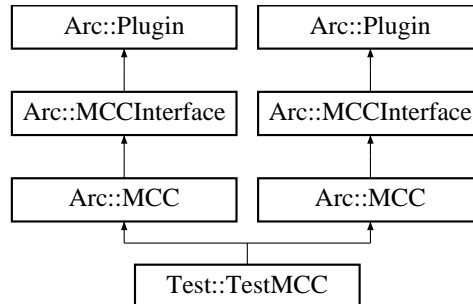 Arc::Plugin Arc::Plugin
Arc::MCCInterface Arc::MCCInterface
Arc::MCC Arc::MCC
Test::TestMCC